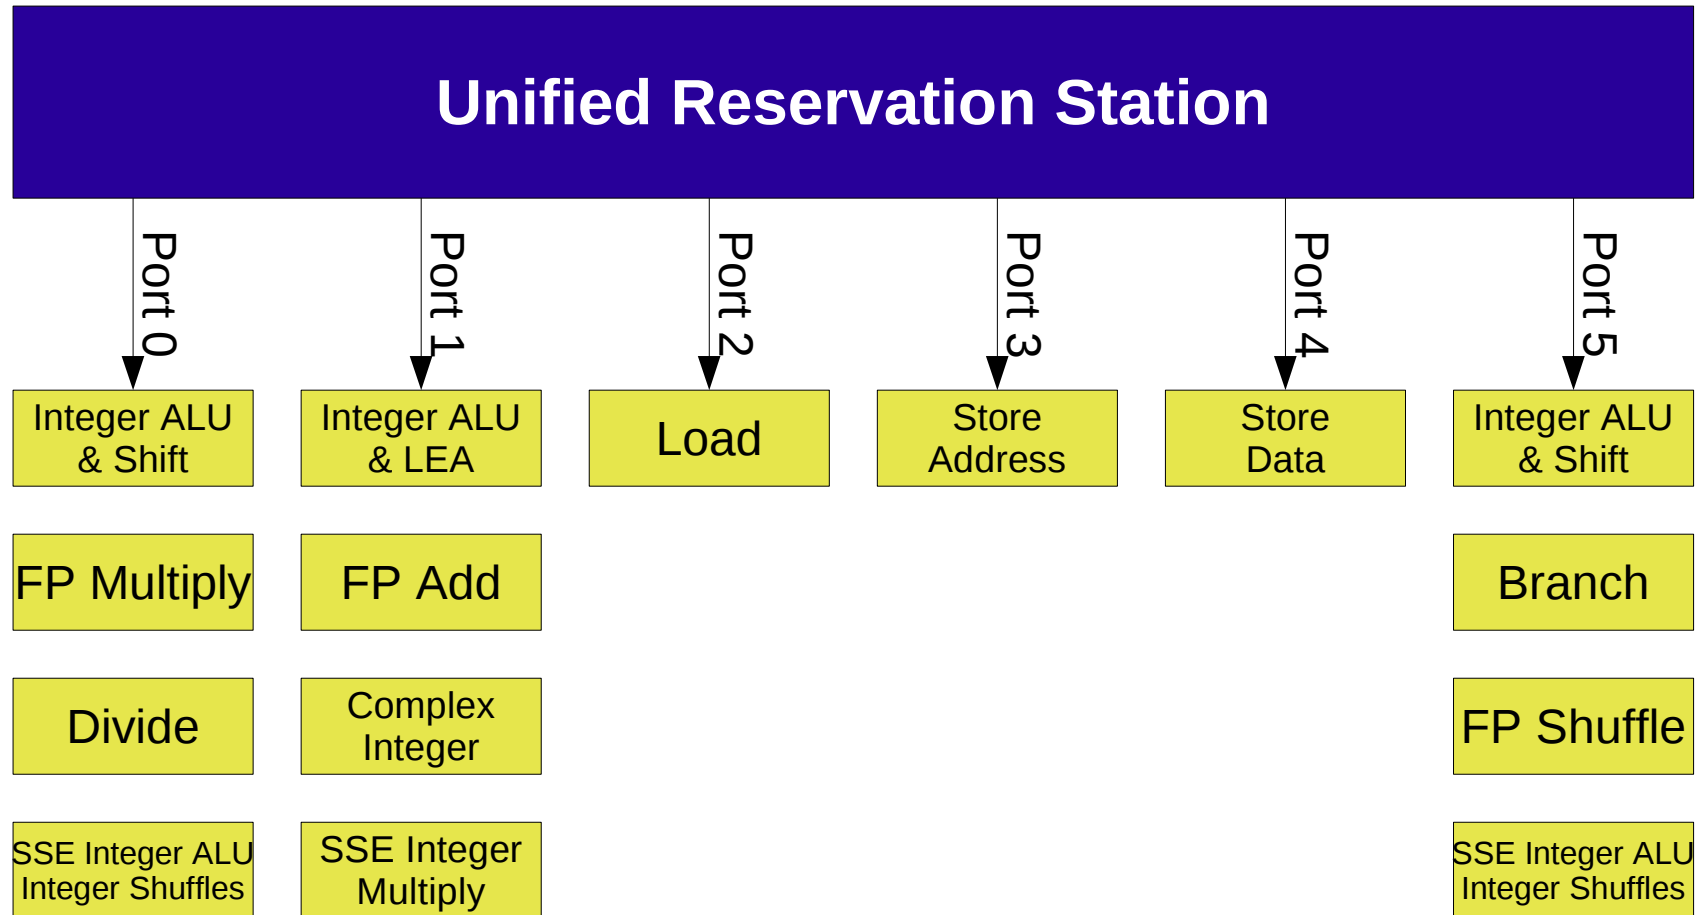 Unified Reservation Station
Port 0
Port 1
Port 2
Port 3
Port 4
Port 5
Integer ALU
& Shift
Integer ALU
& LEA
Load
Store
Address
Store
Data
Integer ALU
& Shift
FP Multiply
FP Add
Branch
Divide
Complex
Integer
FP Shuffle
SSE Integer ALU
Integer Shuffles
SSE Integer
Multiply
SSE Integer ALU
Integer Shuffles